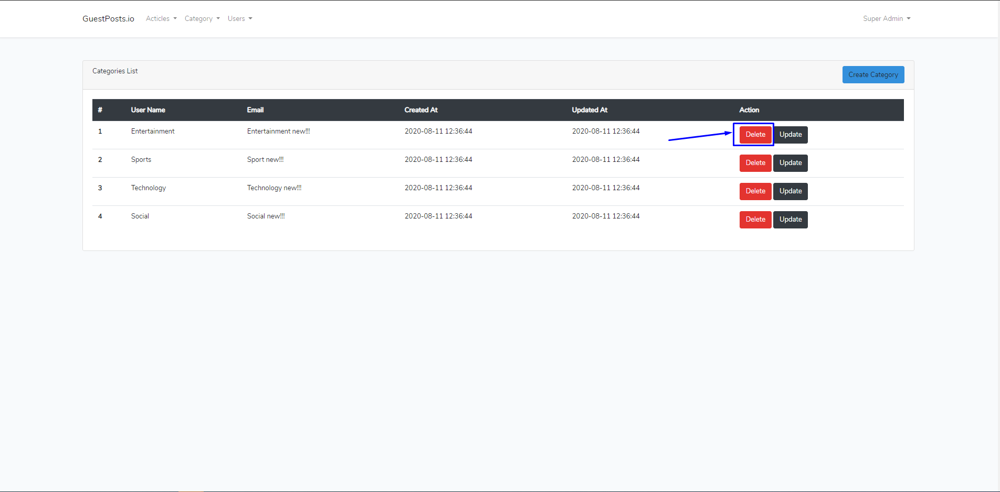 GuestPosts.io Acticles Category Users Super Admin
Categories List Create Category
# User Name Email Created At Updated At Action
1 Entertainment Entertainment new!!! 2020-08-11 12:36:44 2020-08-11 12:36:44 Delete Update
2 Sports Sport new!!! 2020-08-11 12:36:44 2020-08-11 12:36:44 Delete Update
3 Technology Technology new!!! 2020-08-11 12:36:44 2020-08-11 12:36:44 Delete Update
4 Social Social new!!! 2020-08-11 12:36:44 2020-08-11 12:36:44 Delete Update